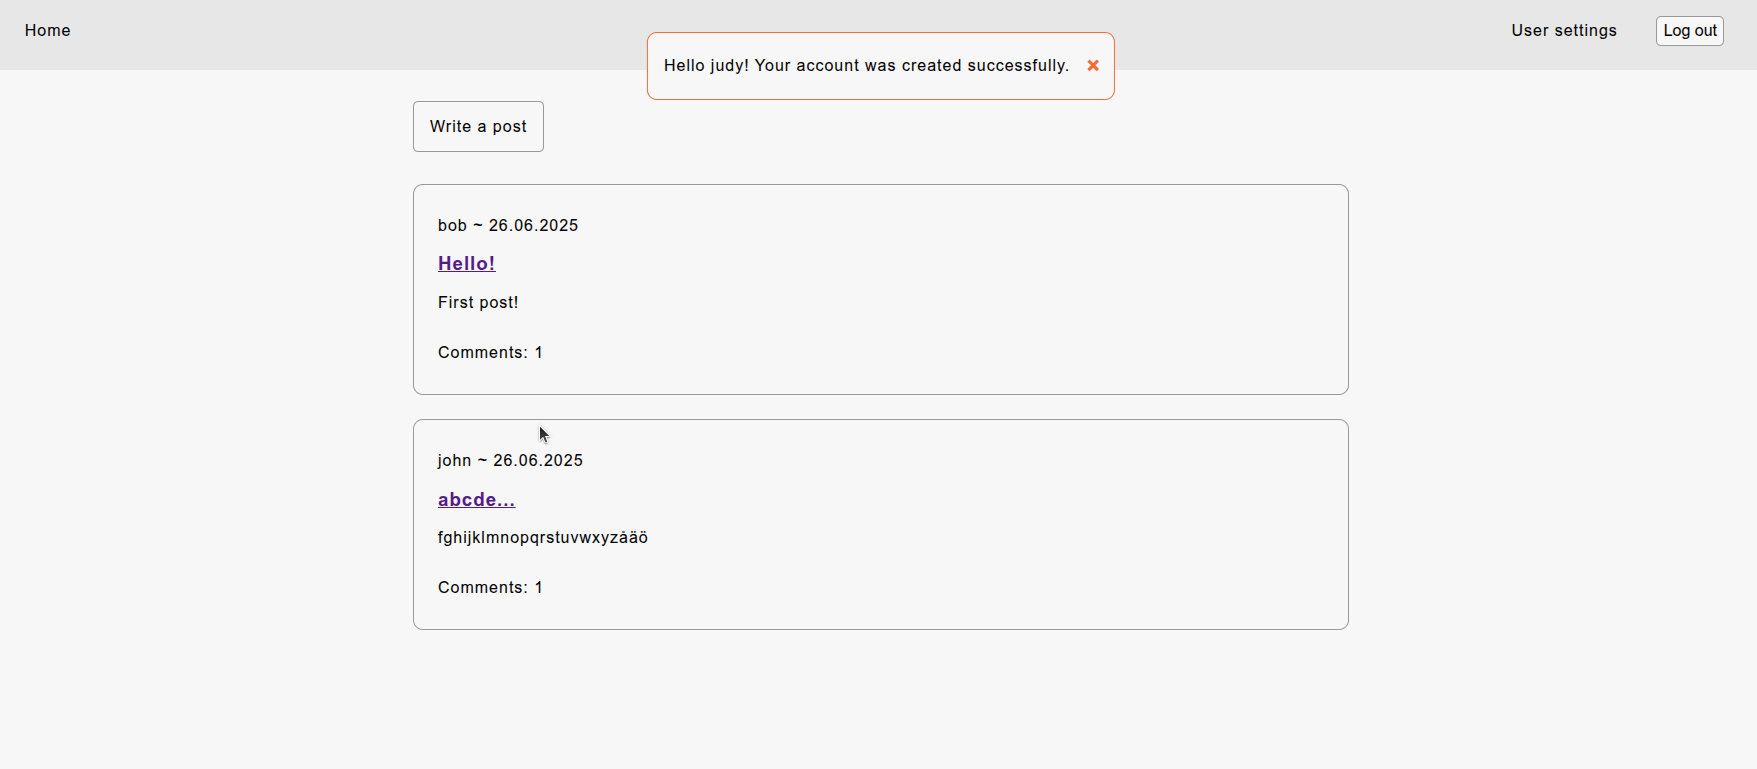 Home
User settings
Log out
Hello judy! Your account was created successfully. ×
Write a post
bob ~ 26.06.2025
Hello!
First post!
Comments: 1
john ~ 26.06.2025
abcde...
fghijklmnopqrstuvwxyzåäö
Comments: 1